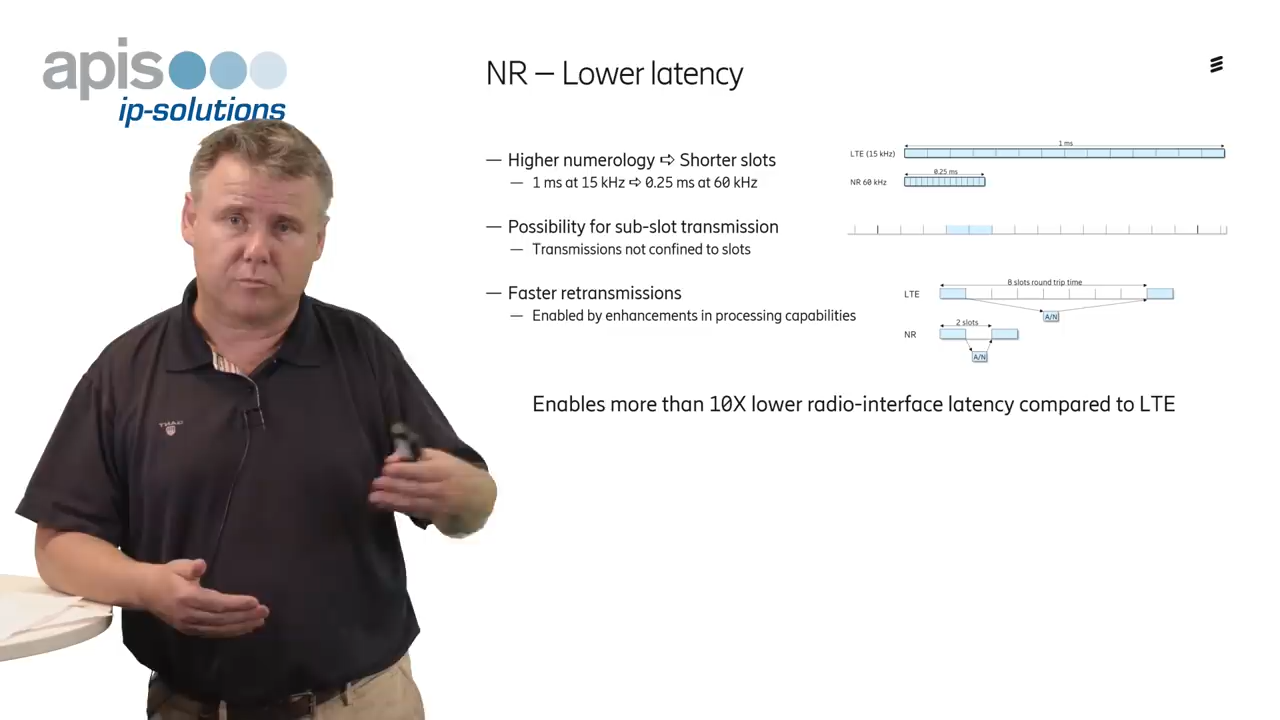 apis
ip-solutions
NR – Lower latency
— Higher numerology ⇨ Shorter slots
— 1 ms at 15 kHz ⇨ 0.25 ms at 60 kHz
— Possibility for sub-slot transmission
— Transmissions not confined to slots
— Faster retransmissions
— Enabled by enhancements in processing capabilities
1 ms
LTE (15 kHz)
0.25 ms
NR 60 kHz
8 slots round trip time
LTE
A/N
2 slots
NR
A/N
Enables more than 10X lower radio-interface latency compared to LTE